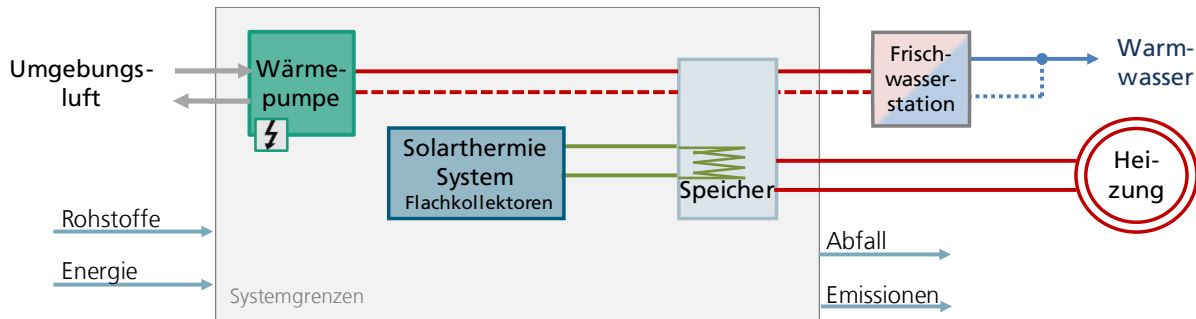 Umgebungs-
luft
Wärme-
pumpe
Solarthermie
System
Flachkollektoren
Speicher
Frisch-
wasser-
station
Warm-
wasser
Hei-
zung
Rohstoffe
Energie
Systemgrenzen
Abfall
Emissionen